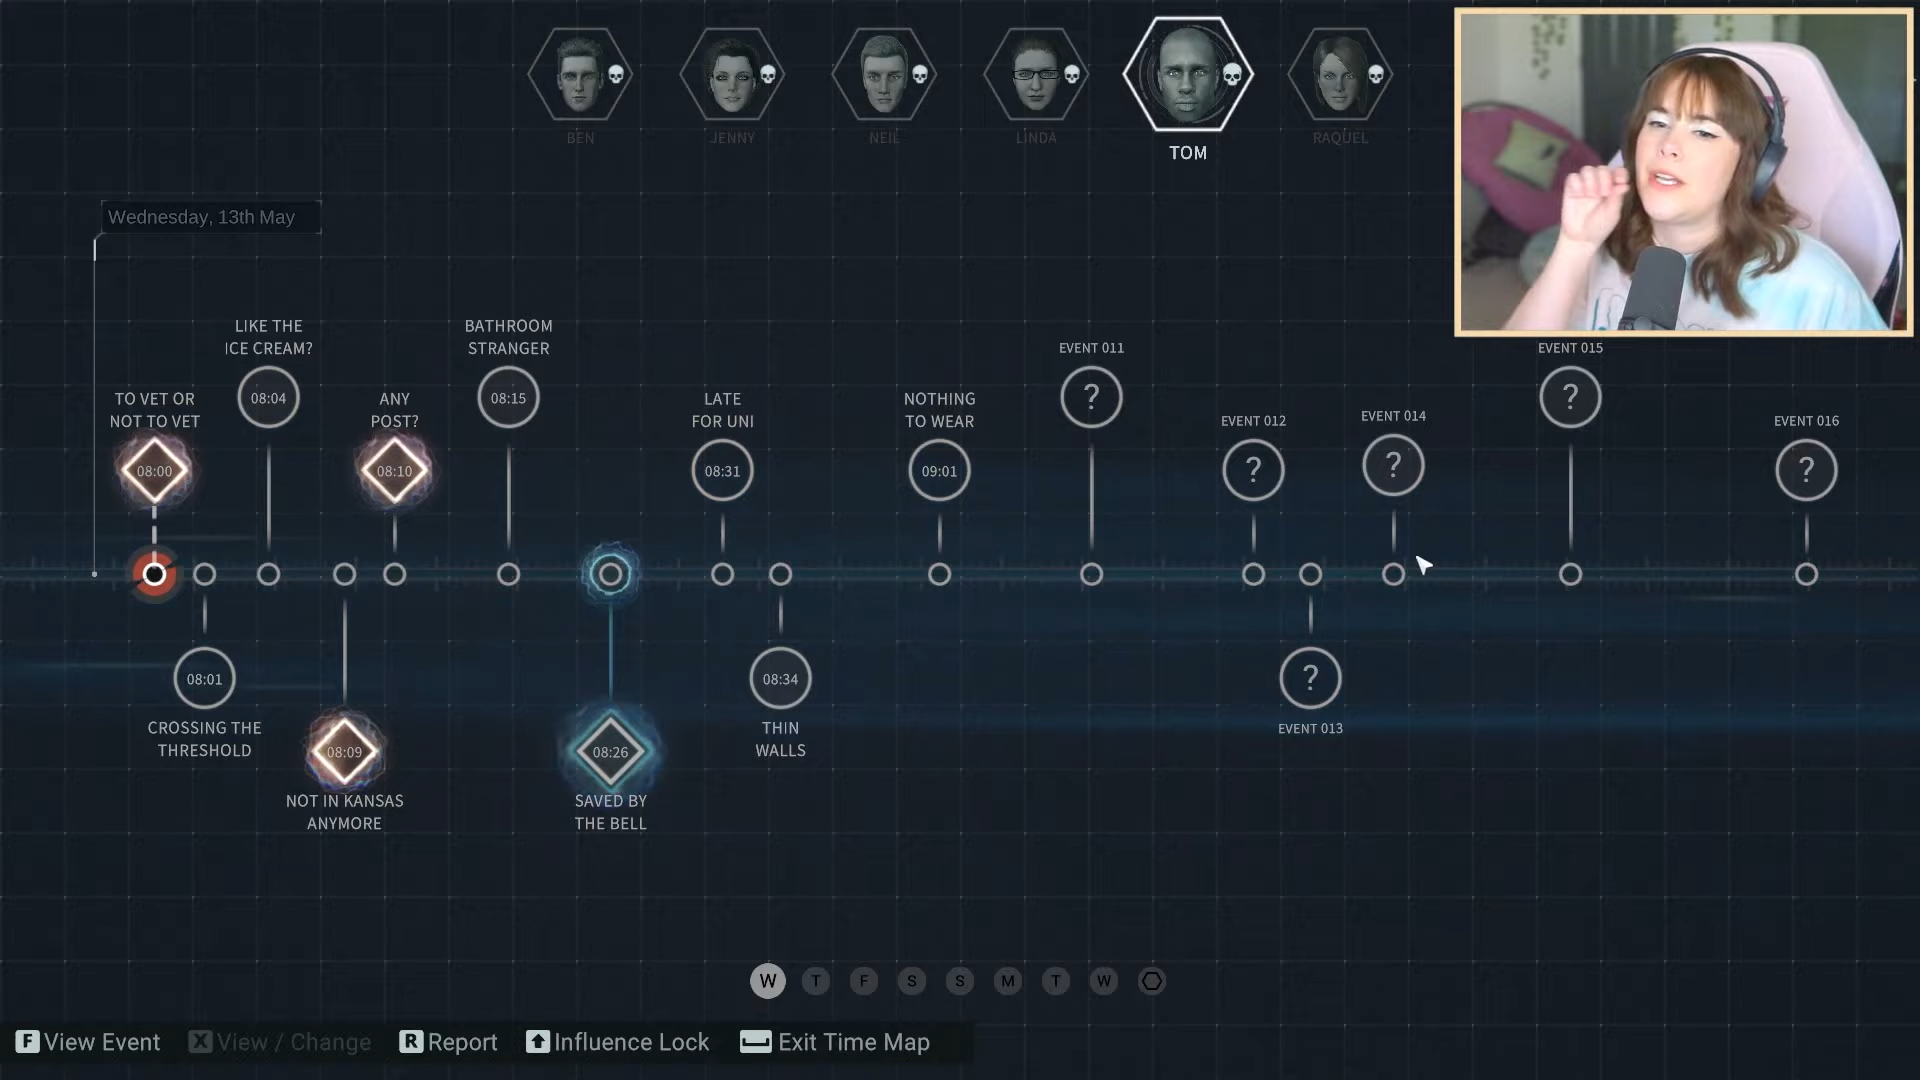 BEN
JENNY
NEIL
LINDA
TOM
RAQUEL
Wednesday, 13th May
LIKE THE
ICE CREAM?
08:04
BATHROOM
STRANGER
08:15
TO VET OR
NOT TO VET
08:00
ANY
POST?
08:10
LATE
FOR UNI
08:31
NOTHING
TO WEAR
09:01
EVENT 011
?
EVENT 012
?
EVENT 014
?
EVENT 015
?
EVENT 016
?
08:01
CROSSING THE
THRESHOLD
08:09
NOT IN KANSAS
ANYMORE
08:26
SAVED BY
THE BELL
08:34
THIN
WALLS
?
EVENT 013
W T F S S M T W
F View Event X View / Change R Report Influence Lock Exit Time Map